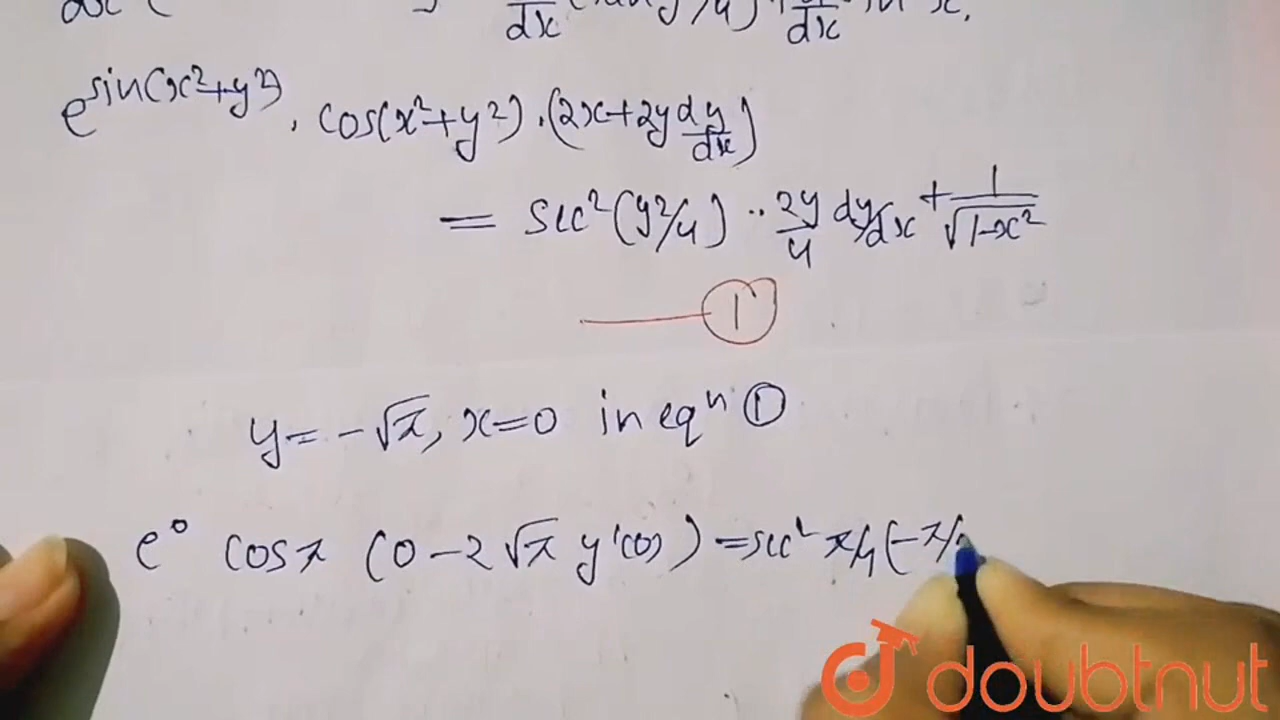 e^sin(x²+y²) . cos(x²+y²) . (2x+2y dy/dx)
= sec²(y²/4) .. 2y/4 dy/dx + 1/√1-x²
1
y = -√π, x=0 in eqⁿ ①
e⁰ cosπ (0-2√π y'(0)) = sec² π/4 (-π/
doubtnut